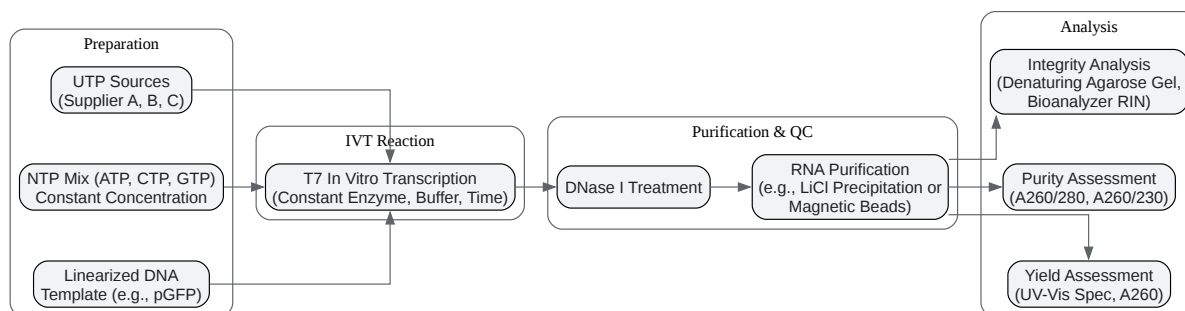 Preparation
UTP Sources
(Supplier A, B, C)
NTP Mix (ATP, CTP, GTP)
Constant Concentration
Linearized DNA
Template (e.g., pGFP)
IVT Reaction
T7 In Vitro Transcription
(Constant Enzyme, Buffer, Time)
Purification & QC
DNase I Treatment
RNA Purification
(e.g., LiCl Precipitation or
Magnetic Beads)
Analysis
Integrity Analysis
(Denaturing Agarose Gel,
Bioanalyzer RIN)
Purity Assessment
(A260/280, A260/230)
Yield Assessment
(UV-Vis Spec, A260)